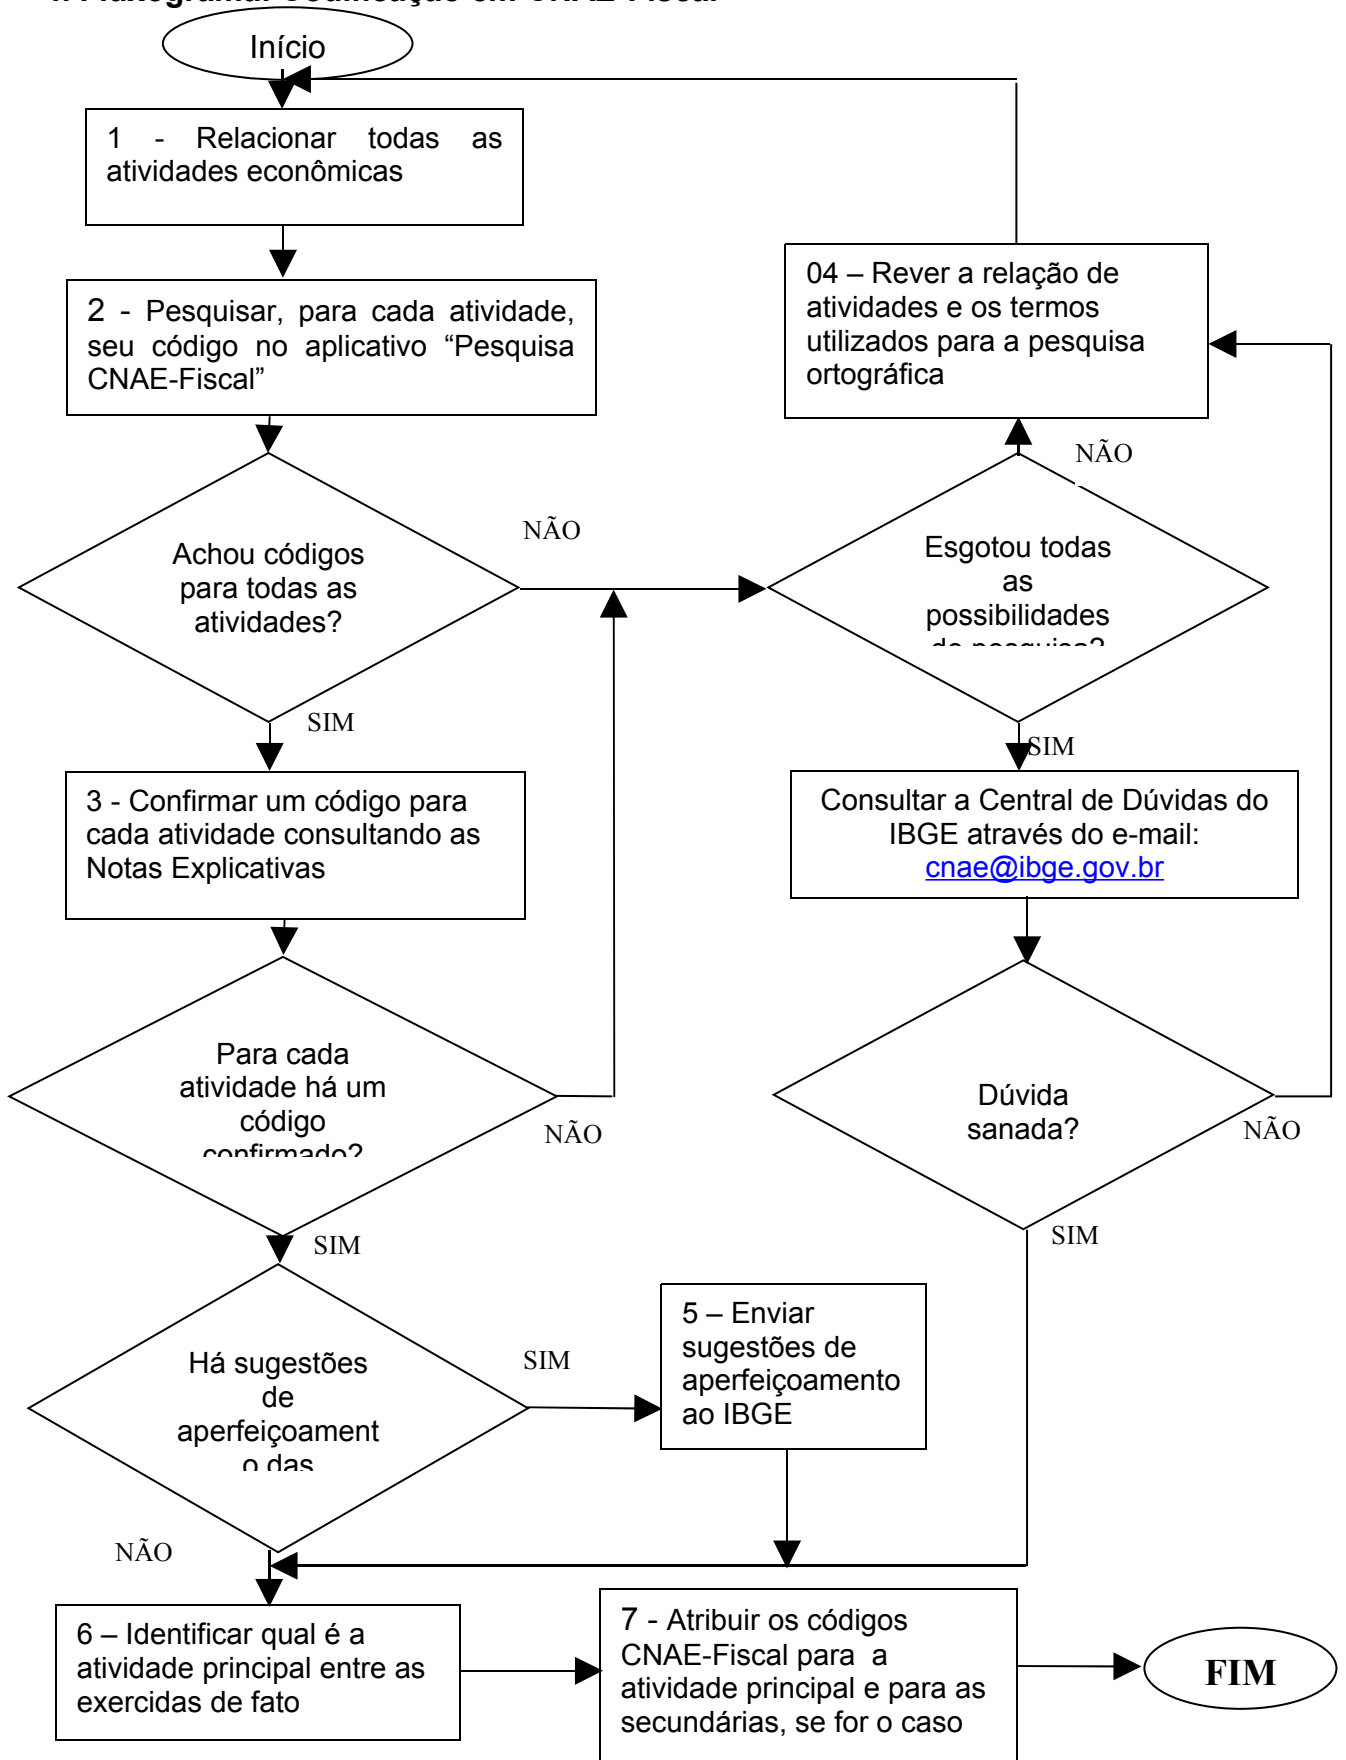 Início
1 - Relacionar todas as
atividades econômicas
2 - Pesquisar, para cada atividade,
seu código no aplicativo “Pesquisa
CNAE-Fiscal”
04 – Rever a relação de
atividades e os termos
utilizados para a pesquisa
ortográfica
NÃO
Achou códigos
para todas as
atividades?
NÃO
Esgotou todas
as
possibilidades
de pesquisa?
SIM
SIM
3 - Confirmar um código para
cada atividade consultando as
Notas Explicativas
Consultar a Central de Dúvidas do
IBGE através do e-mail:
cnae@ibge.gov.br
Para cada
atividade há um
código
confirmado?
NÃO
Dúvida
sanada?
NÃO
SIM
SIM
Há sugestões
de
aperfeiçoament
o das
SIM
5 – Enviar
sugestões de
aperfeiçoamento
ao IBGE
NÃO
6 – Identificar qual é a
atividade principal entre as
exercidas de fato
7 - Atribuir os códigos
CNAE-Fiscal para a
atividade principal e para as
secundárias, se for o caso
FIM